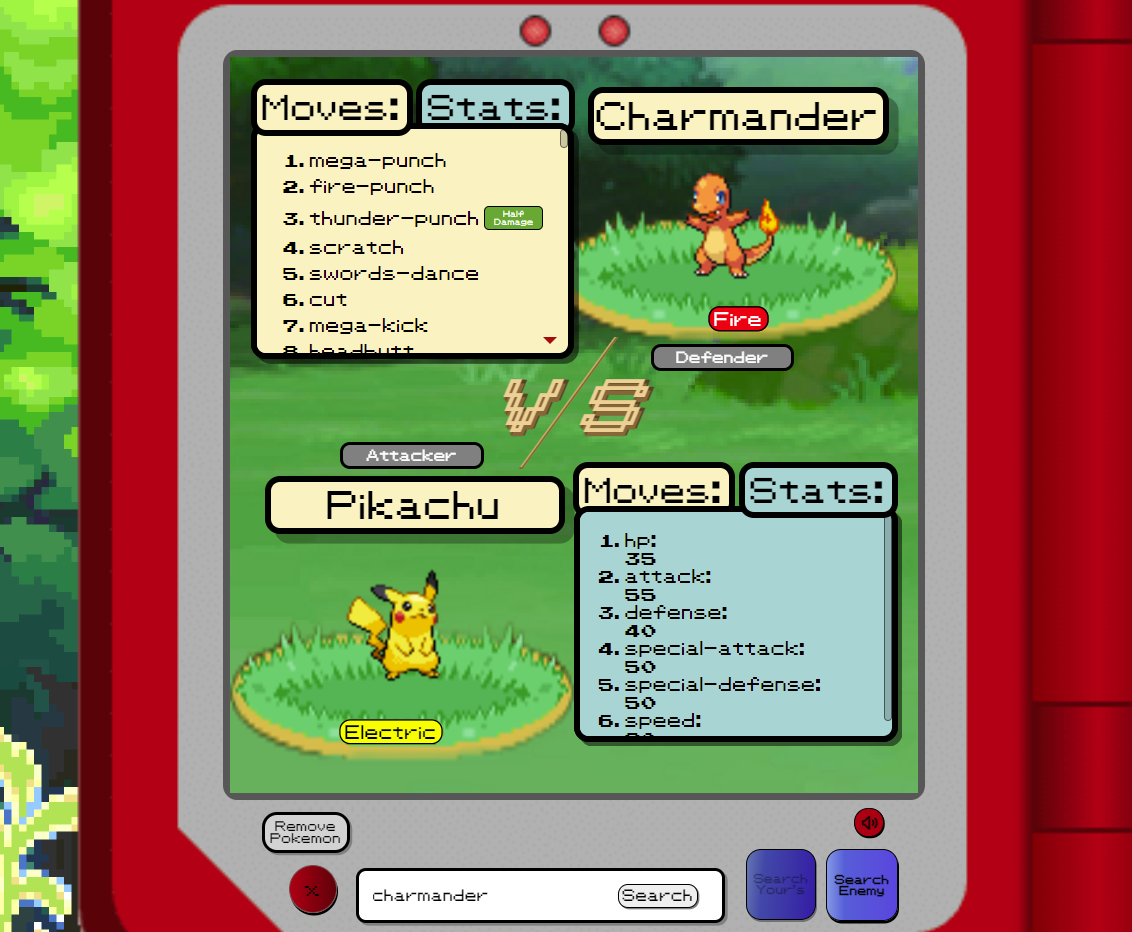 Moves: Stats:
Charmander
1. mega-punch
2. fire-punch
3. thunder-punch Half Damage
4. scratch
5. swords-dance
6. cut
7. mega-kick
8. headbutt
Fire
Defender
VS
Attacker
Pikachu
Moves: Stats:
1. hp:
35
2. attack:
55
3. defense:
40
4. special-attack:
50
5. special-defense:
50
6. speed:
Electric
Remove
Pokemon
x
charmander Search
Search
Your's
Search
Enemy